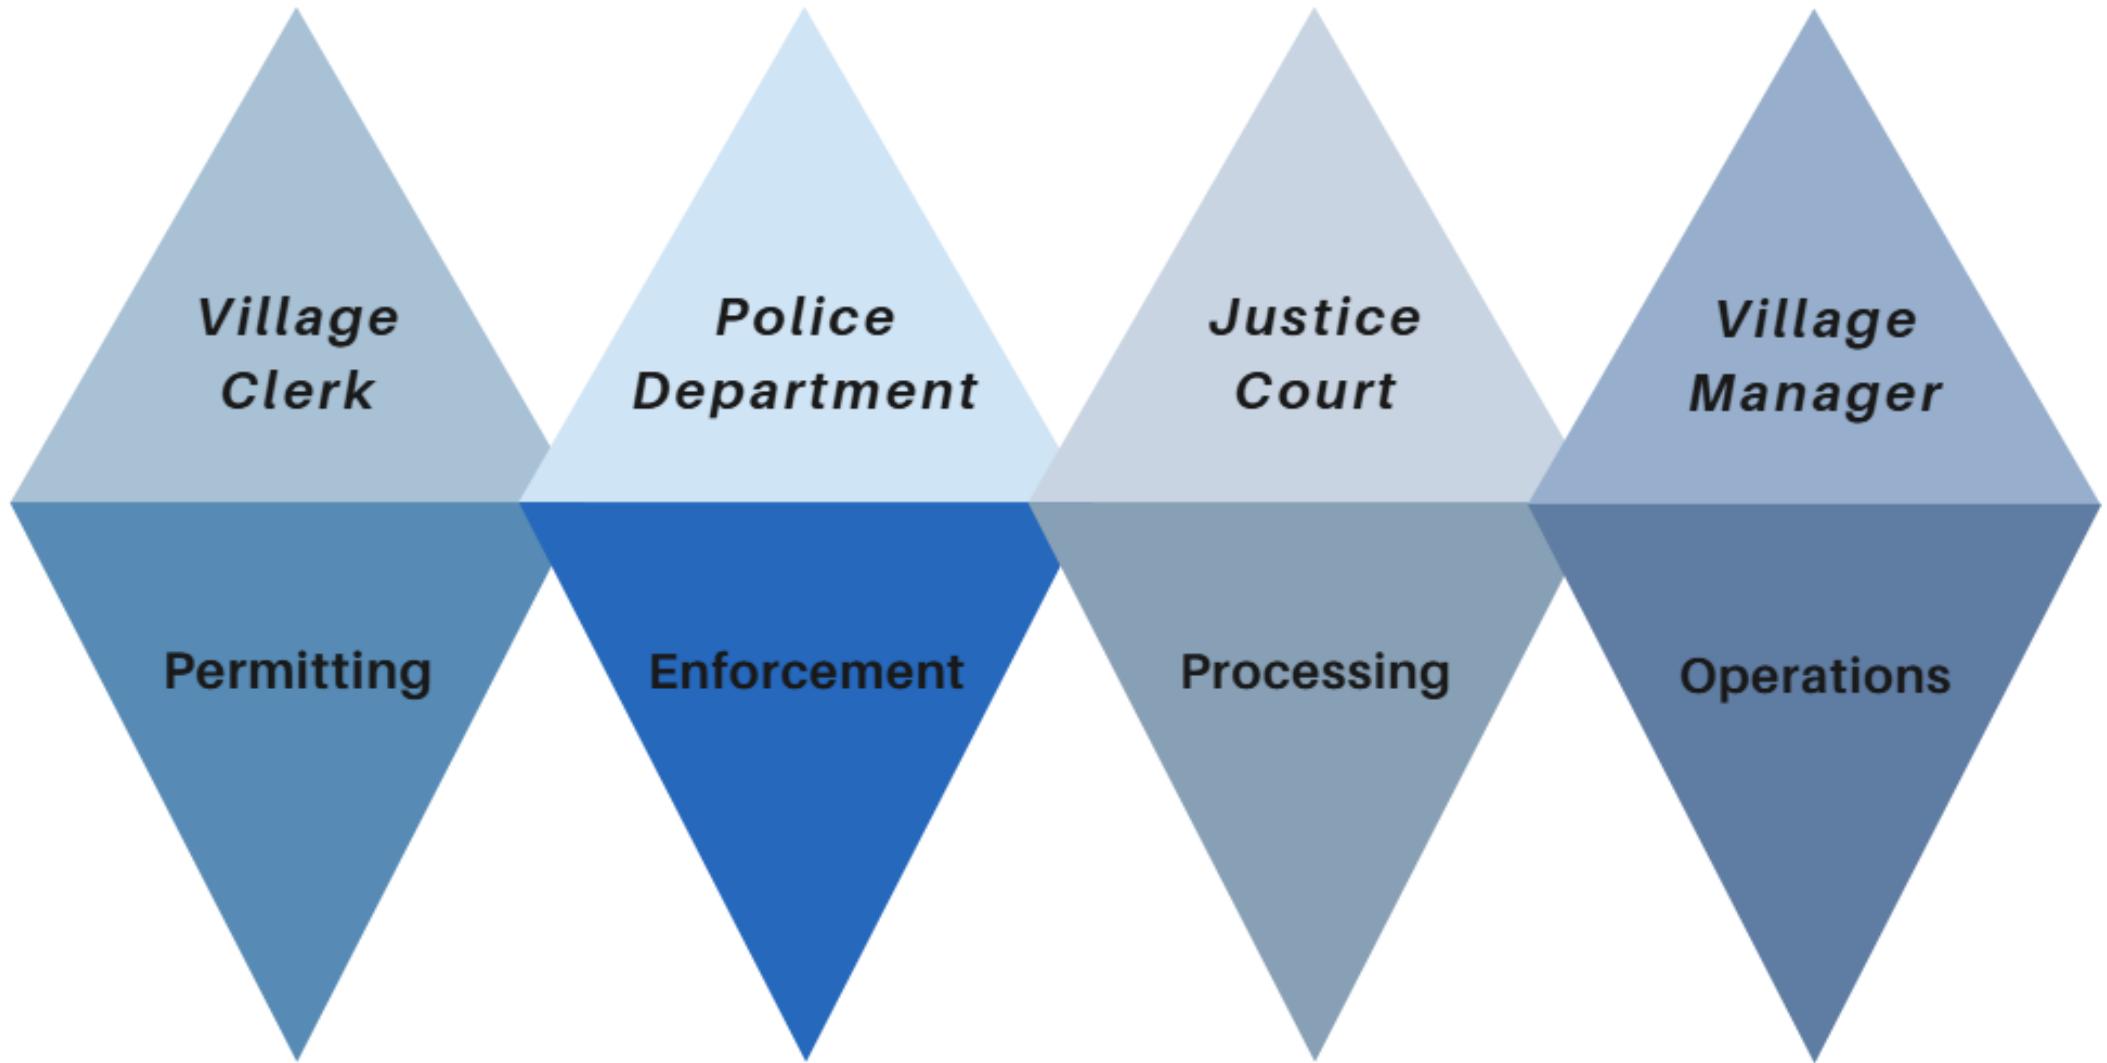 Village
Clerk
Police
Department
Justice
Court
Village
Manager
Permitting
Enforcement
Processing
Operations